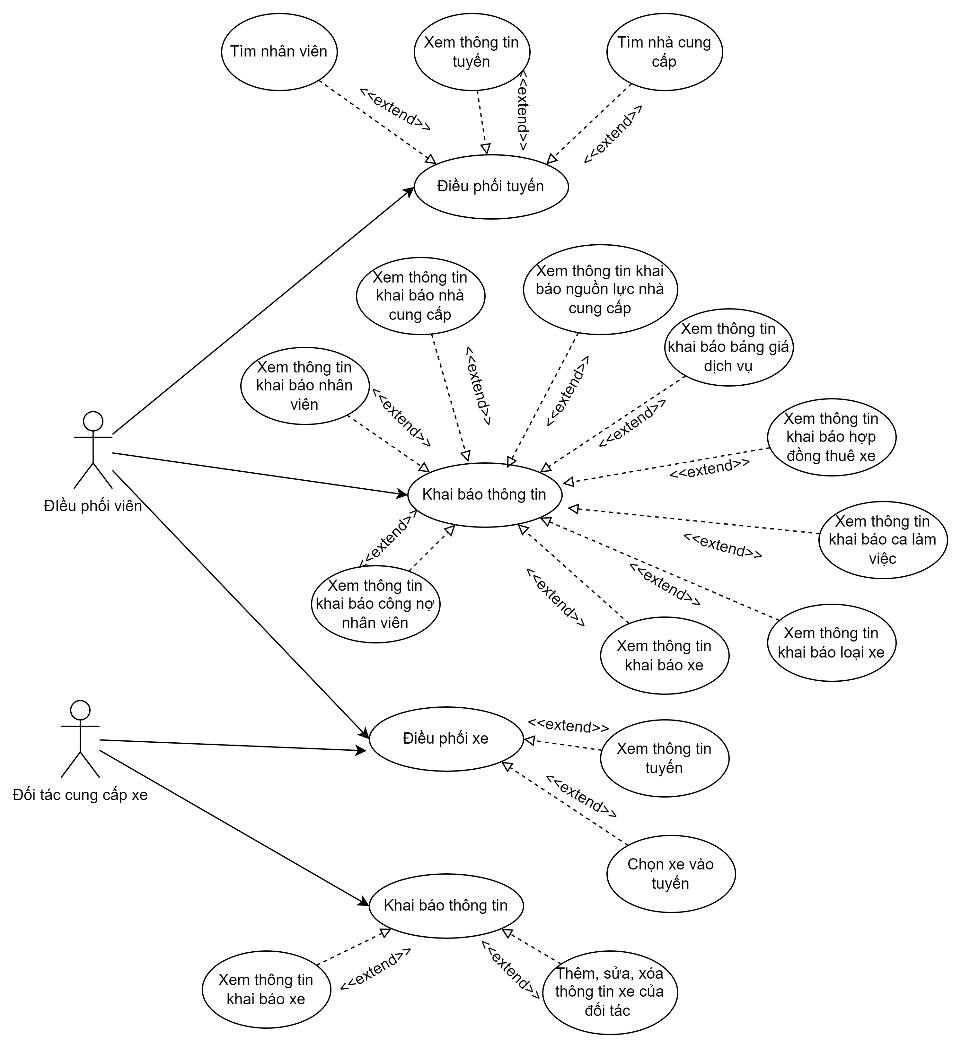 Tìm nhân viên
Xem thông tin
tuyến
Tìm nhà cung
cấp
<<extend>>
<<extend>>
<<extend>>
Điều phối tuyến
Xem thông tin
khai báo nhà
cung cấp
Xem thông tin khai
báo nguồn lực nhà
cung cấp
Xem thông tin
khai báo bảng giá
dịch vụ
Xem thông tin
khai báo nhân
viên
<<extend>>
<<extend>>
<<extend>>
<<extend>>
Xem thông tin
khai báo hợp
đồng thuê xe
<<extend>>
Khai báo thông tin
ĐIều phối viên
Xem thông tin
khai báo ca làm
việc
<<extend>>
<<extend>>
<<extend>>
<<extend>>
Xem thông tin
khai báo công nợ
nhân viên
Xem thông tin
khai báo xe
Xem thông tin
khai báo loại xe
Điều phối xe
<<extend>>
Xem thông tin
tuyến
<<extend>>
Đối tác cung cấp xe
Chọn xe vào
tuyến
Khai báo thông tin
<<extend>>
<<extend>>
Xem thông tin
khai báo xe
Thêm, sửa, xóa
thông tin xe của
đối tác